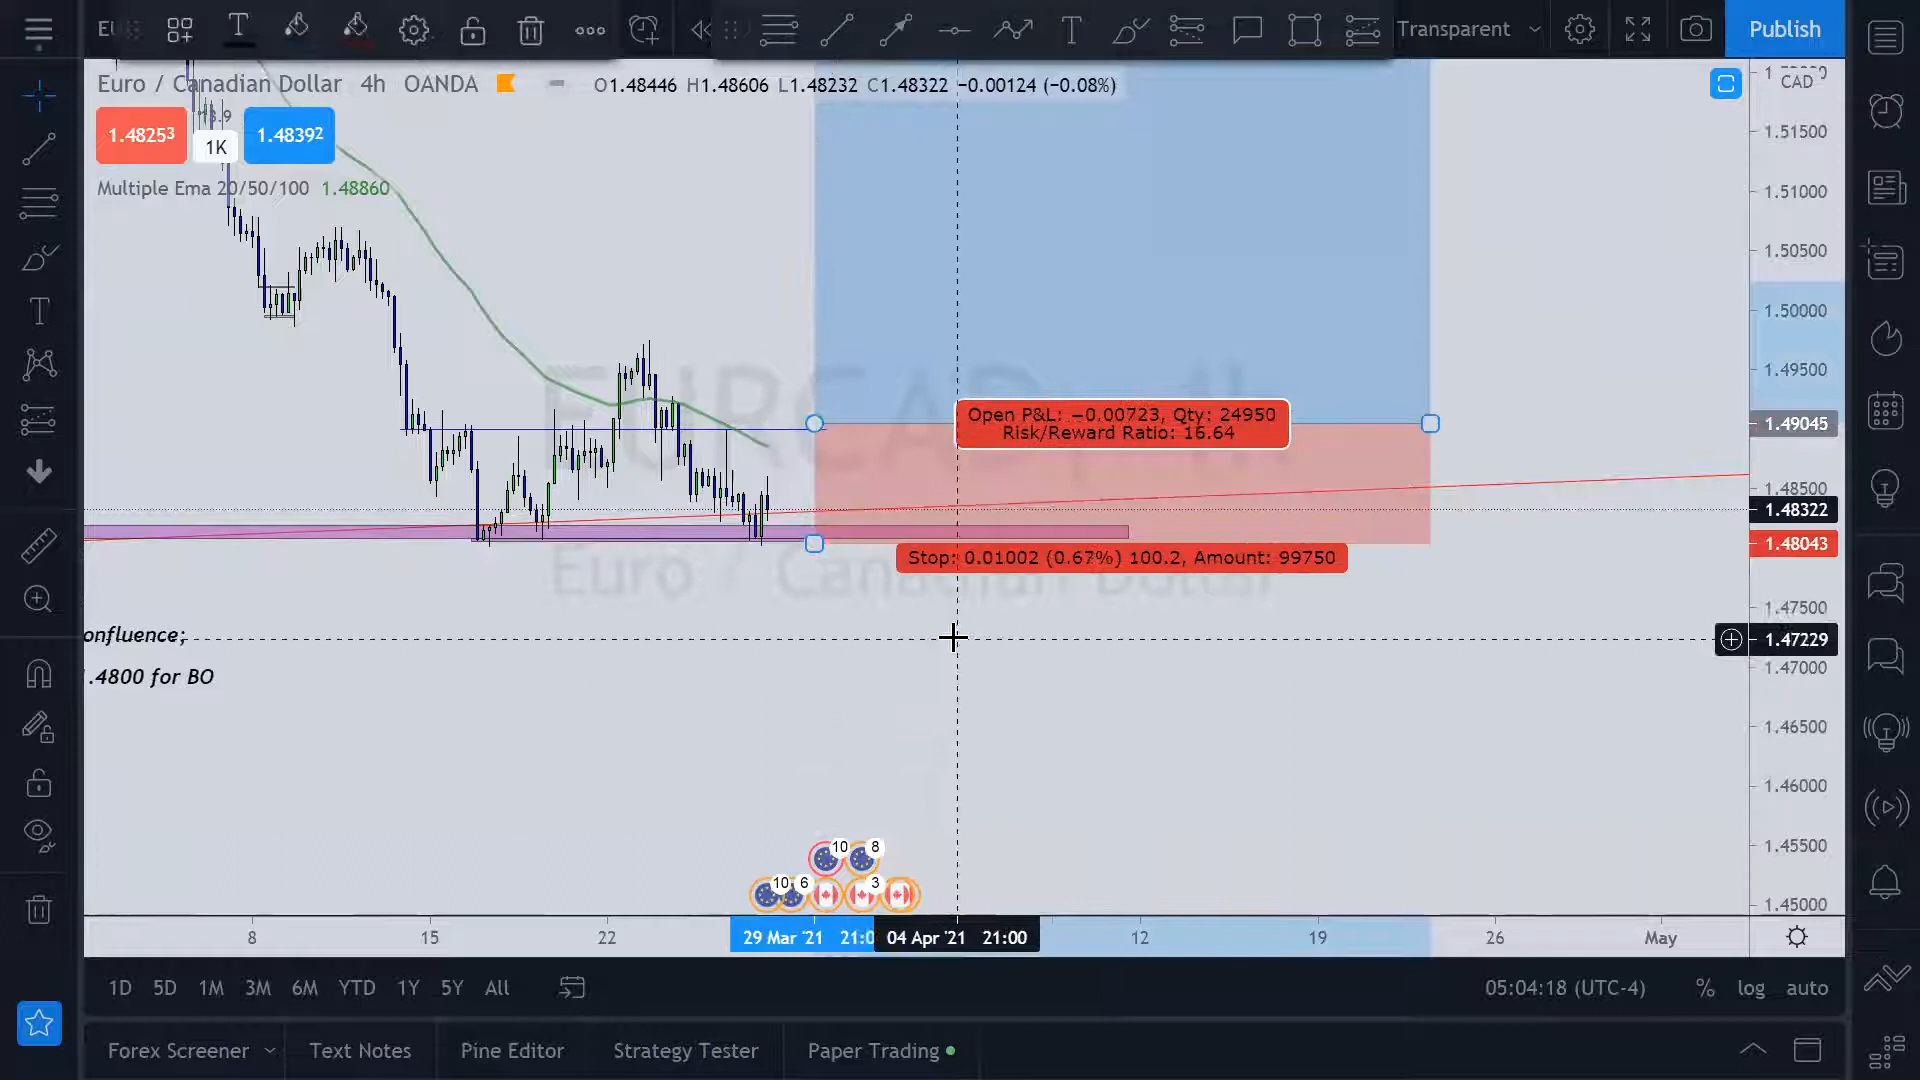 Transparent
Publish
Euro / Canadian Dollar 4h OANDA
O1.48446 H1.48606 L1.48232 C1.48322 −0.00124 (−0.08%)
CAD
1.48253
1K
1.48392
Multiple Ema 20/50/100 1.48860
1.51500
1.51000
1.50500
1.50000
1.49500
1.49045
1.48500
1.48322
1.48043
1.47500
1.47229
1.47000
1.46500
1.46000
1.45500
1.45000
Open P&L: −0.00723, Qty: 24950
Risk/Reward Ratio: 16.64
Stop: 0.01002 (0.67%) 100.2, Amount: 99750
Euro / Canadian Dollar
onfluence;
.4800 for BO
10 8
10 6 3
8 15 22 29 Mar '21 21:0 04 Apr '21 21:00 12 19 26 May
1D 5D 1M 3M 6M YTD 1Y 5Y All
05:04:18 (UTC-4) % log auto
Forex Screener Text Notes Pine Editor Strategy Tester Paper Trading